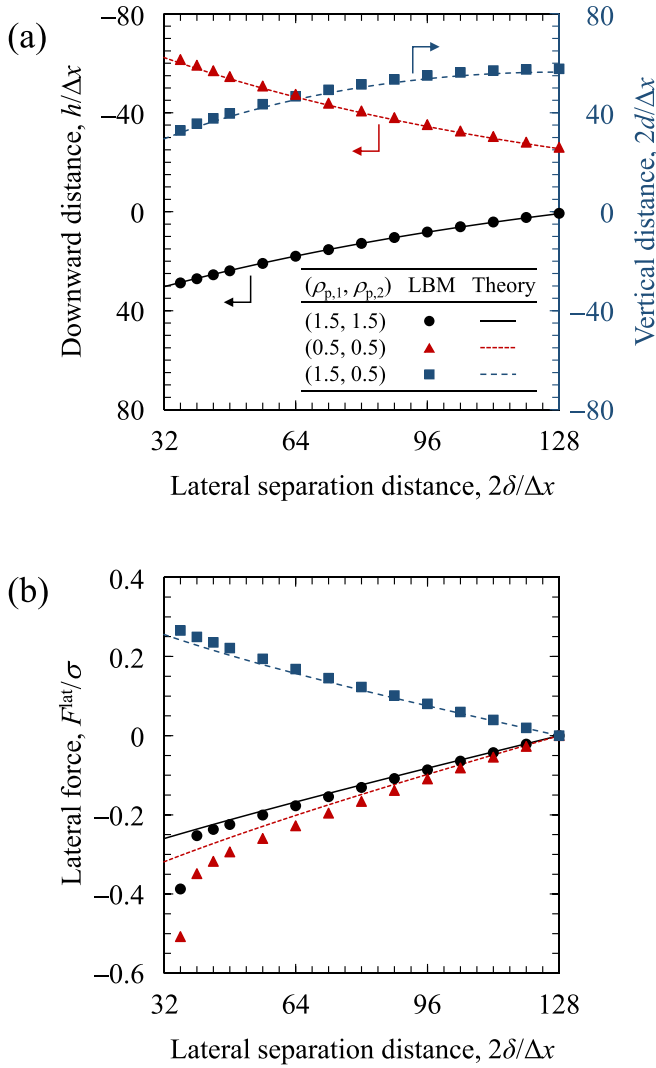 (a)
Downward distance, h/Δx
−80
−40
0
40
80
80
40
0
−40
−80
Vertical distance, 2d/Δx
(ρp,1, ρp,2) LBM Theory
(1.5, 1.5)
(0.5, 0.5)
(1.5, 0.5)
32 64 96 128
Lateral separation distance, 2δ/Δx
(b)
Lateral force, F^lat/σ
0.4
0.2
0
−0.2
−0.4
−0.6
32 64 96 128
Lateral separation distance, 2δ/Δx